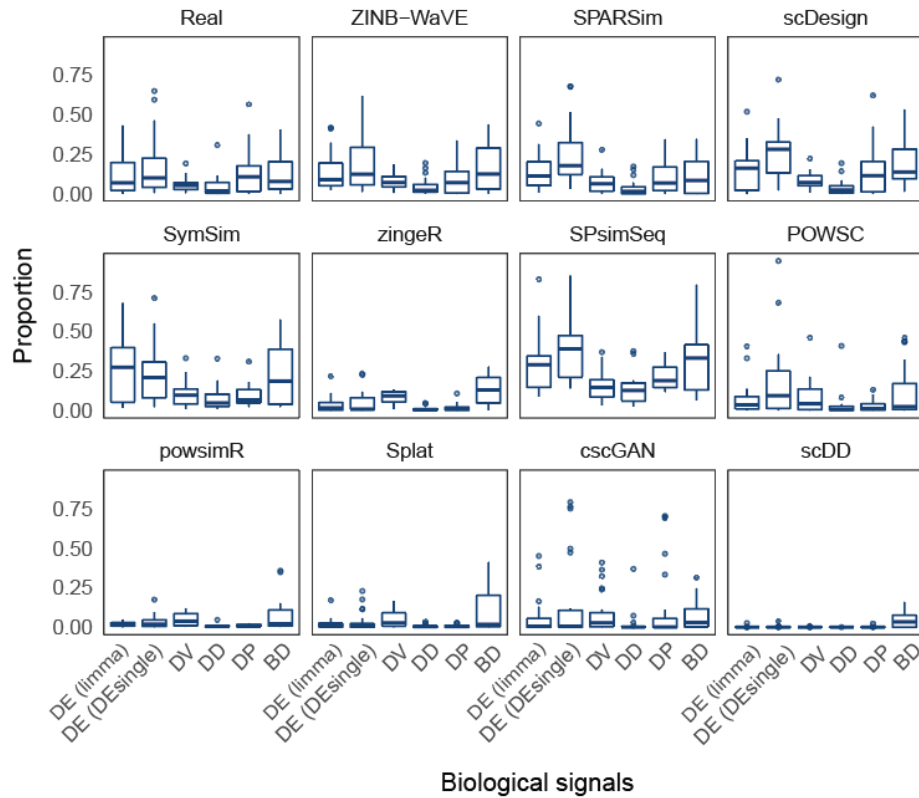 Real ZINB−WaVE SPARSim scDesign
0.75
0.50
0.25
0.00
SymSim zingeR SPsimSeq POWSC
0.75
0.50
0.25
0.00
Proportion
powsimR Splat cscGAN scDD
0.75
0.50
0.25
0.00
DE (limma) DE (DEsingle) DV DD DP BD DE (limma) DE (DEsingle) DV DD DP BD DE (limma) DE (DEsingle) DV DD DP BD DE (limma) DE (DEsingle) DV DD DP BD
Biological signals